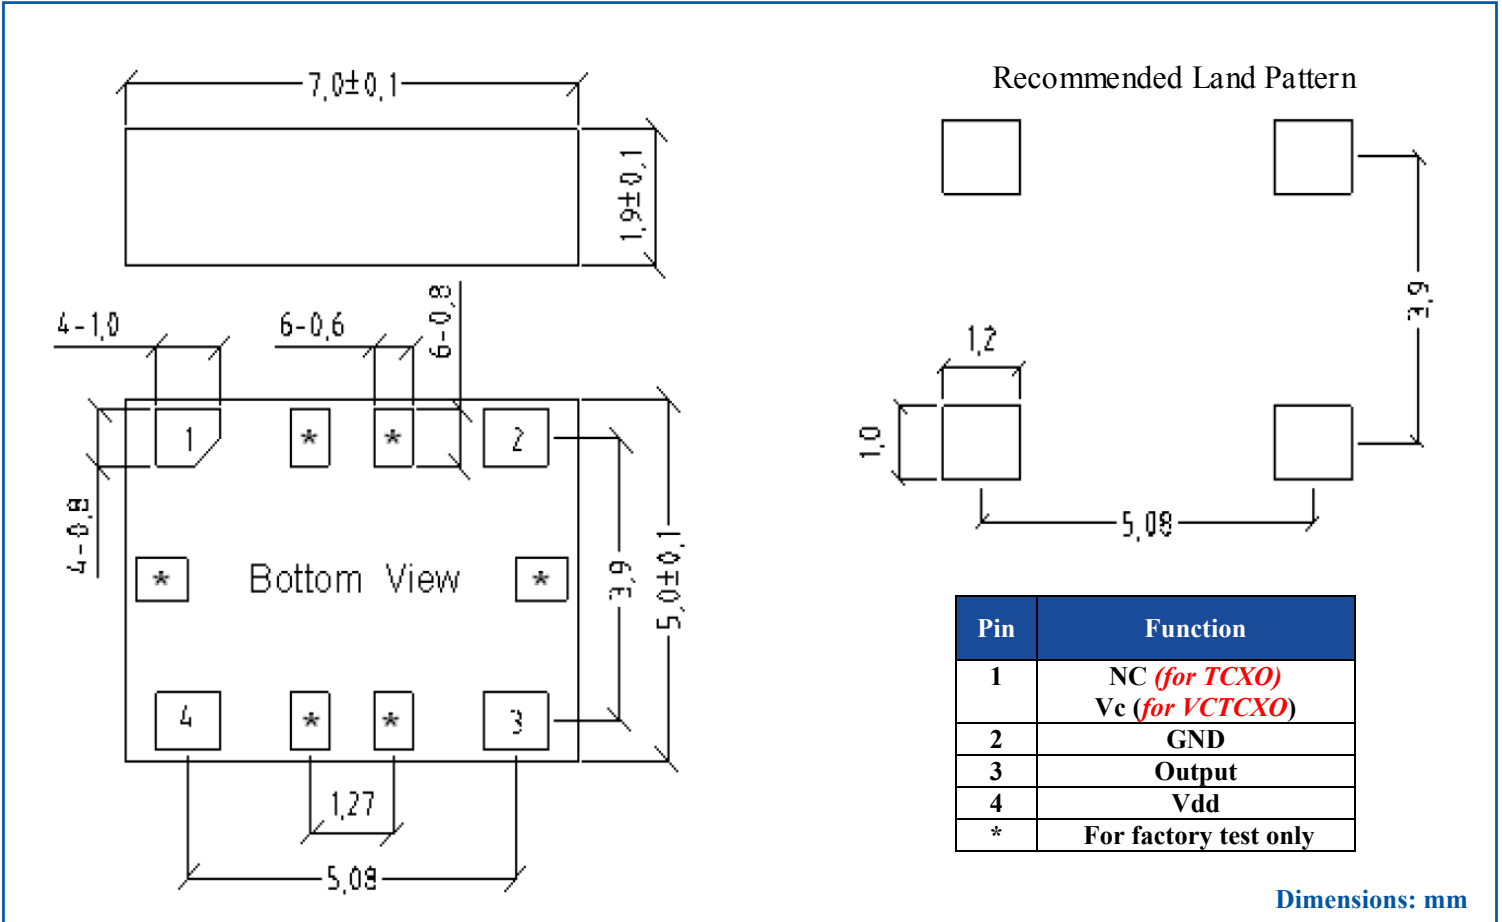 7,0±0,1
1,9±0,1
4-1,0
6-0,6
6-0,8
4-0,8
1
*
*
2
*
Bottom View
*
4
*
*
3
3,9
5,0±0,1
1,27
5,08
Recommended Land Pattern
3,9
1,2
1,0
5,08
Pin Function
1 NC (for TCXO)
Vc (for VCTCXO)
2 GND
3 Output
4 Vdd
* For factory test only
Dimensions: mm